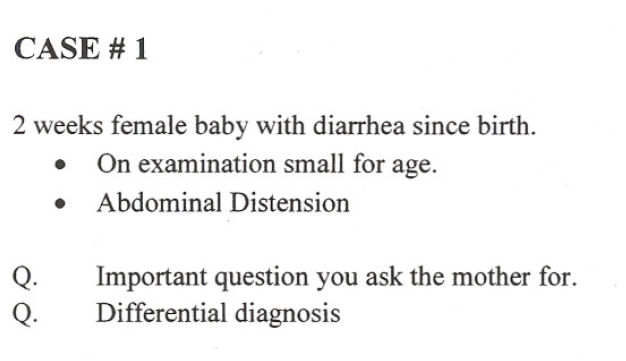 CASE # 1
2 weeks female baby with diarrhea since birth.
• On examination small for age.
• Abdominal Distension
Q. Important question you ask the mother for.
Q. Differential diagnosis